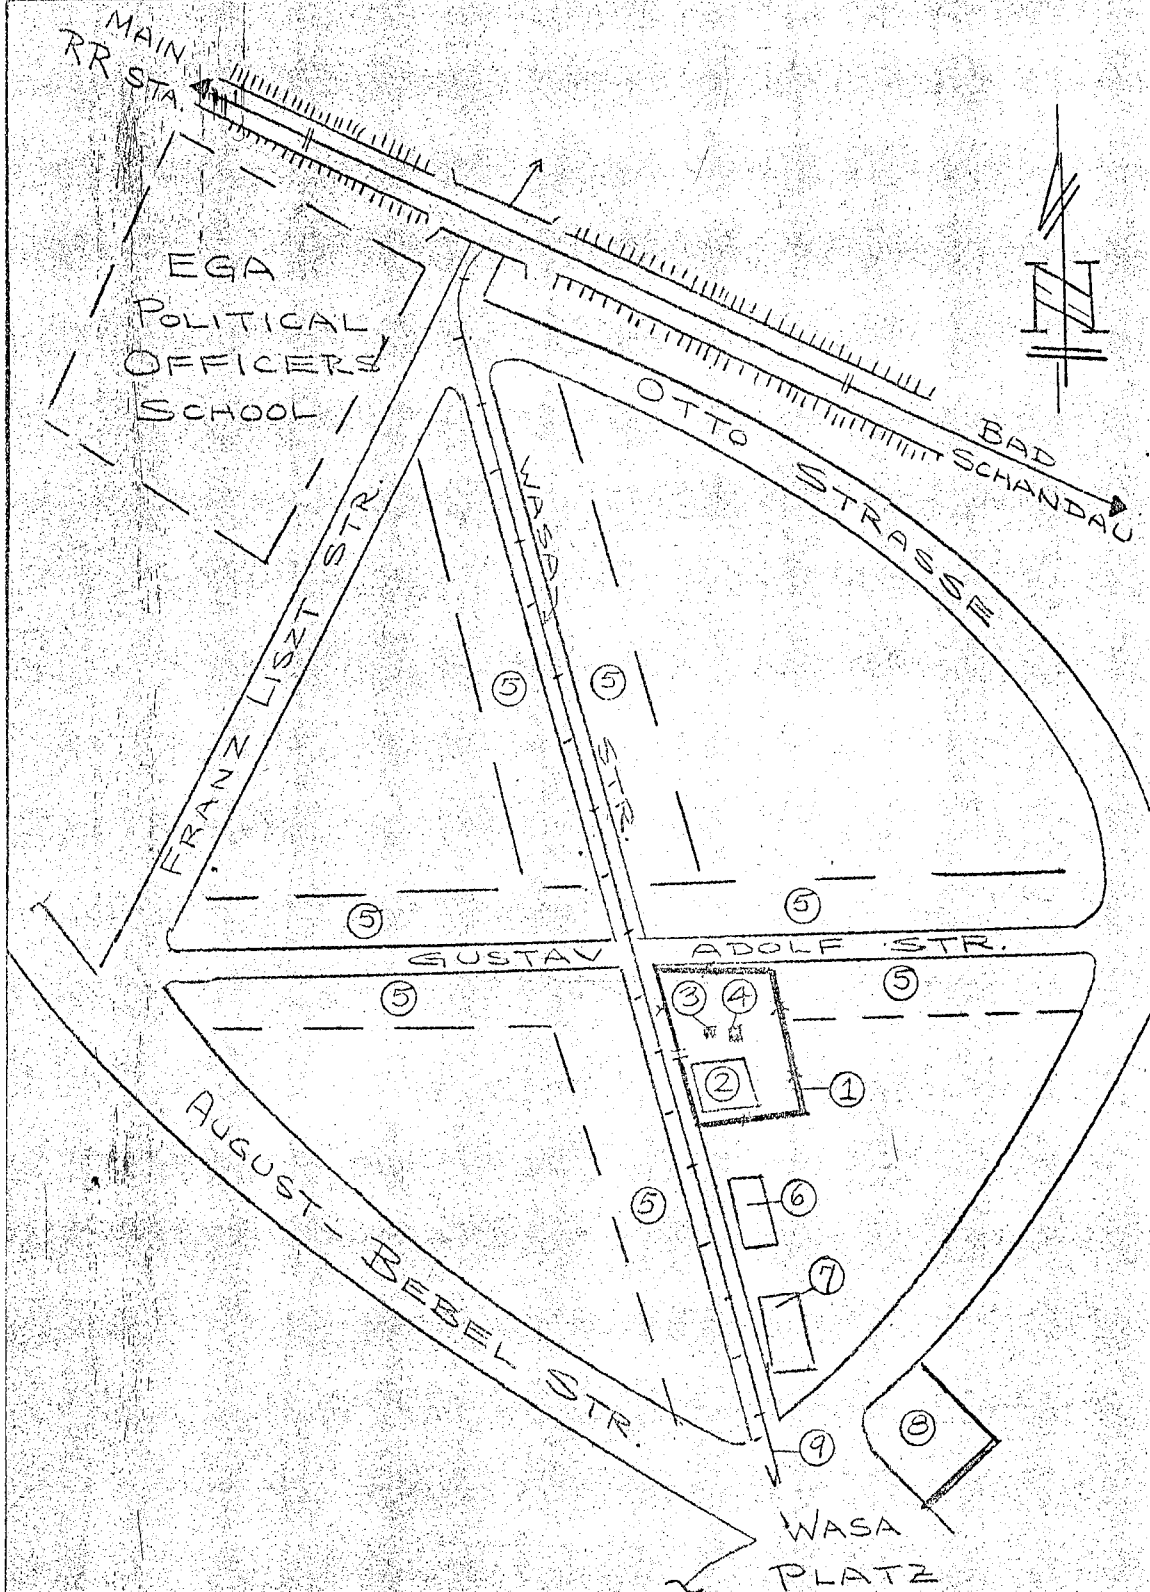 MAIN
RR STA.
EGA
POLITICAL
OFFICERS
SCHOOL
N
OTTO STRASSE
BAD
SCHANDAU
FRANZ LISZT STR.
STR.
5
5
5
5
GUSTAV ADOLF STR.
5
3
4
5
2
1
AUGUST-BEBEL STR.
5
6
7
8
9
WASA
PLATZ